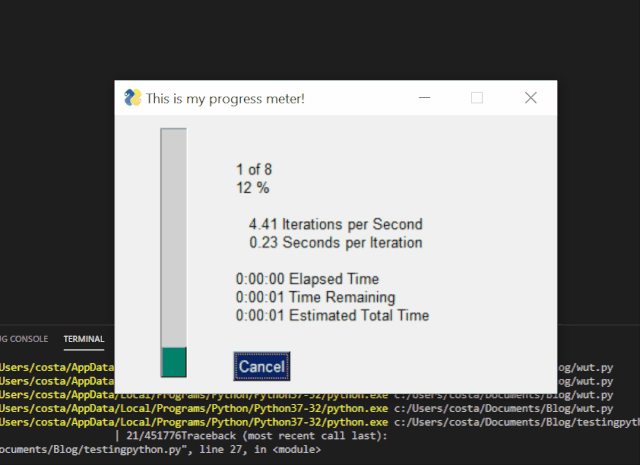 This is my progress meter!
1 of 8
12 %
4.41 Iterations per Second
0.23 Seconds per Iteration
0:00:00 Elapsed Time
0:00:01 Time Remaining
0:00:01 Estimated Total Time
Cancel
UG CONSOLE TERMINAL
Users/costa/AppData log/wut.py
Users/costa/AppData log/wut.py
Users/costa/AppData/Local/Programs/Python/Python37-32/python.exe c:/Users/costa/Documents/Blog/wut.py
Users/costa/AppData/Local/Programs/Python/Python37-32/python.exe c:/Users/costa/Documents/Blog/wut.py
Users/costa/AppData/Local/Programs/Python/Python37-32/python.exe c:/Users/costa/Documents/Blog/testingpyth
| 21/451776Traceback (most recent call last):
ocuments/Blog/testingpython.py", line 27, in <module>